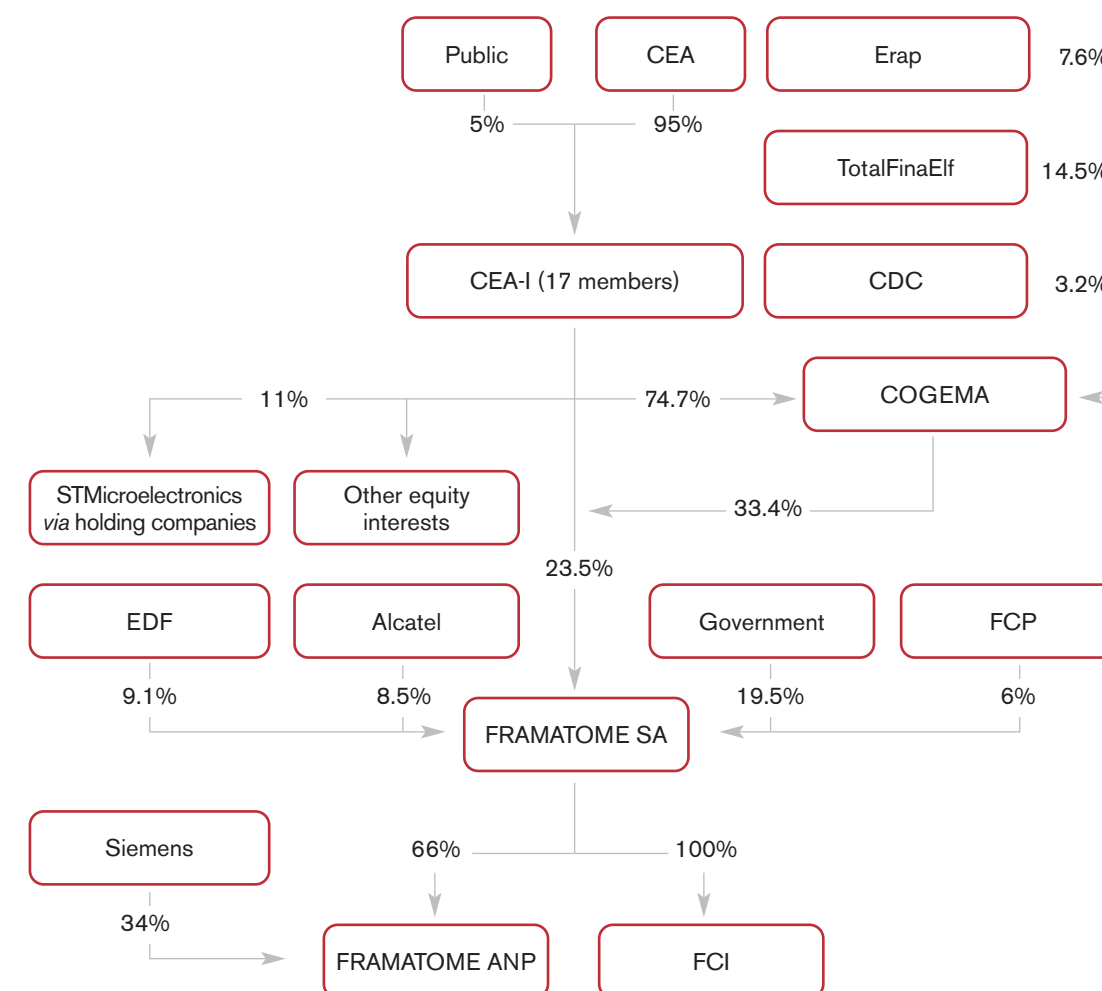 Public
CEA
Erap
7.6%
5%
95%
TotalFinaElf
14.5%
CEA-I (17 members)
CDC
3.2%
11%
74.7%
COGEMA
STMicroelectronics
via holding companies
Other equity
interests
33.4%
23.5%
EDF
Alcatel
Government
FCP
9.1%
8.5%
19.5%
6%
FRAMATOME SA
Siemens
66%
100%
34%
FRAMATOME ANP
FCI